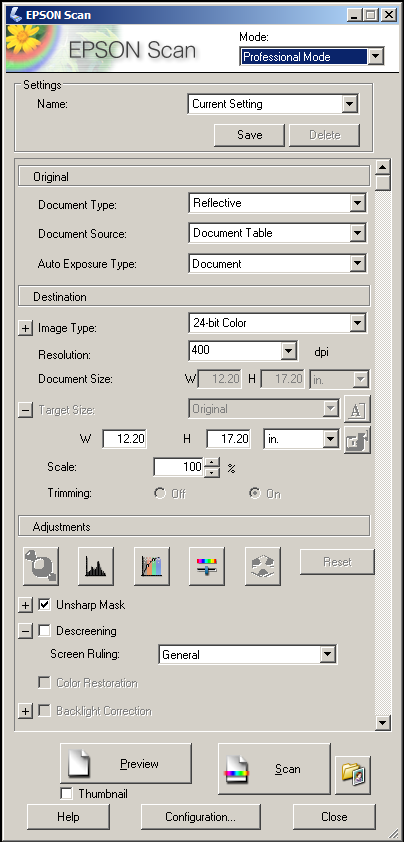 EPSON Scan
EPSON Scan
Mode:
Professional Mode
Settings
Name: Current Setting
Save Delete
Original
Document Type: Reflective
Document Source: Document Table
Auto Exposure Type: Document
Destination
+ Image Type: 24-bit Color
Resolution: 400 dpi
Document Size: W 12.20 H 17.20 in.
– Target Size: Original A
W 12.20 H 17.20 in.
Scale: 100 %
Trimming: Off On
Adjustments
Reset
+ Unsharp Mask
– Descreening
Screen Ruling: General
Color Restoration
+ Backlight Correction
Preview Scan
Thumbnail
Help Configuration... Close